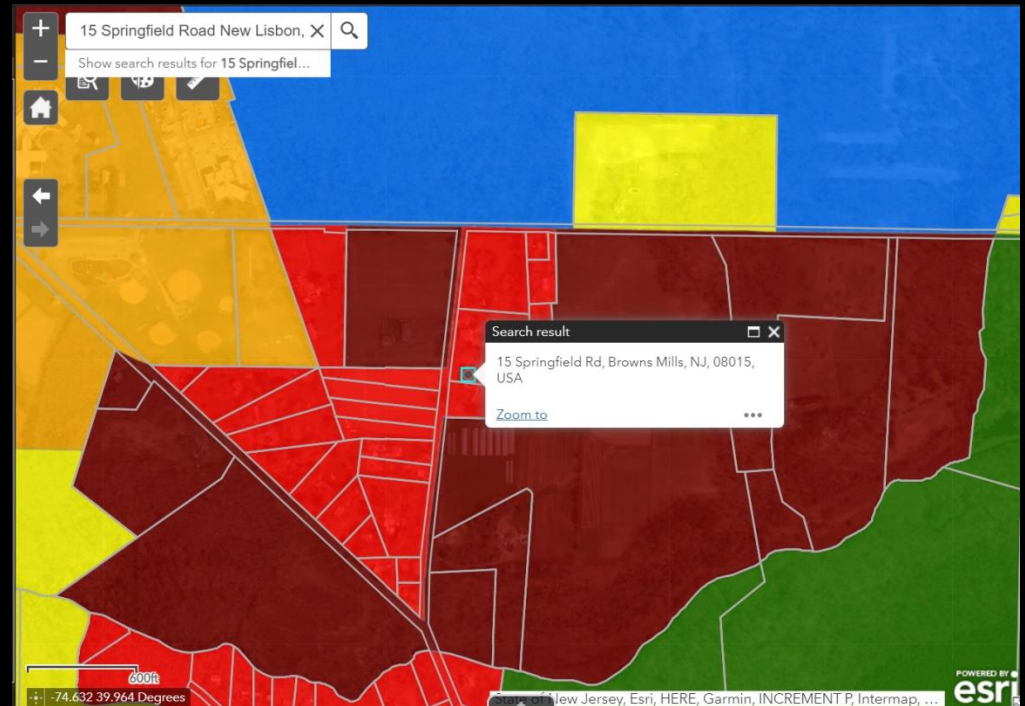 +
15 Springfield Road New Lisbon,
Show search results for 15 Springfiel...
−
Search result
15 Springfield Rd, Browns Mills, NJ, 08015,
USA
Zoom to
600ft
-74.632 39.964 Degrees
State of New Jersey, Esri, HERE, Garmin, INCREMENT P, Intermap, ...
POWERED BY
esri